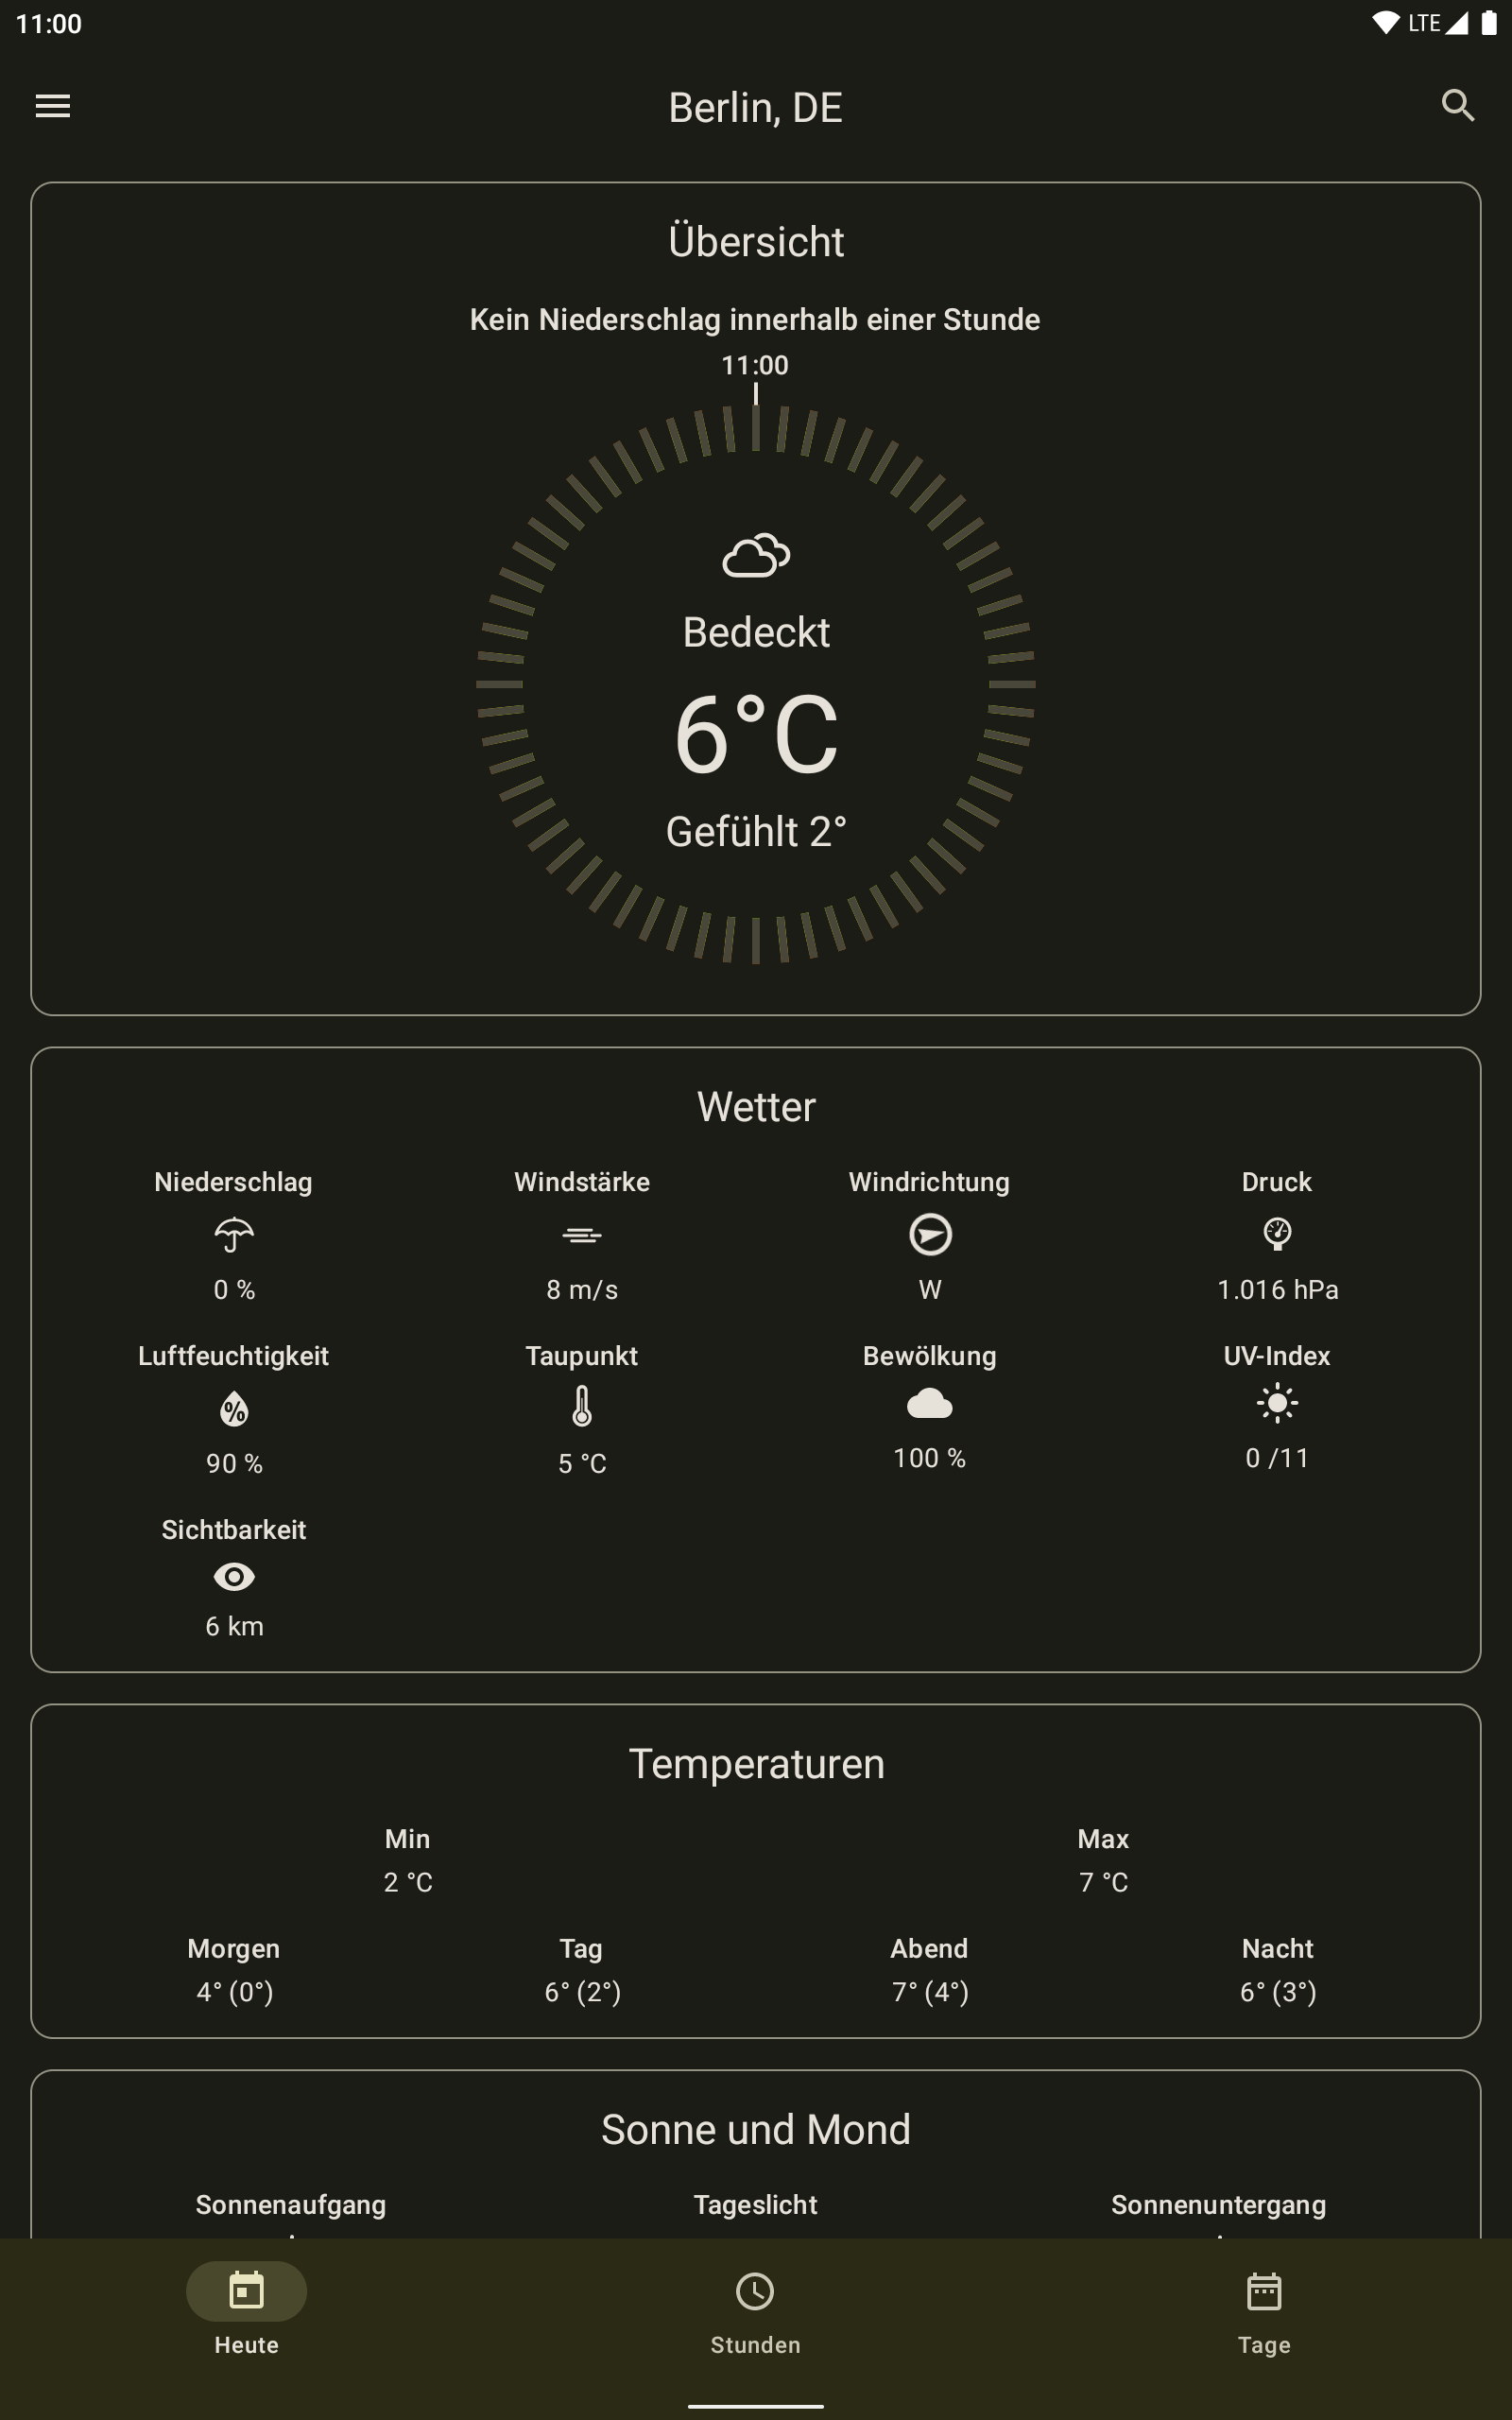 11:00
LTE
Berlin, DE
Übersicht
Kein Niederschlag innerhalb einer Stunde
11:00
Bedeckt
6°C
Gefühlt 2°
Wetter
Niederschlag Windstärke Windrichtung Druck
0 % 8 m/s W 1.016 hPa
Luftfeuchtigkeit Taupunkt Bewölkung UV-Index
%
90 % 5 °C 100 % 0 /11
Sichtbarkeit
6 km
Temperaturen
Min Max
2 °C 7 °C
Morgen Tag Abend Nacht
4° (0°) 6° (2°) 7° (4°) 6° (3°)
Sonne und Mond
Sonnenaufgang Tageslicht Sonnenuntergang
Heute Stunden Tage